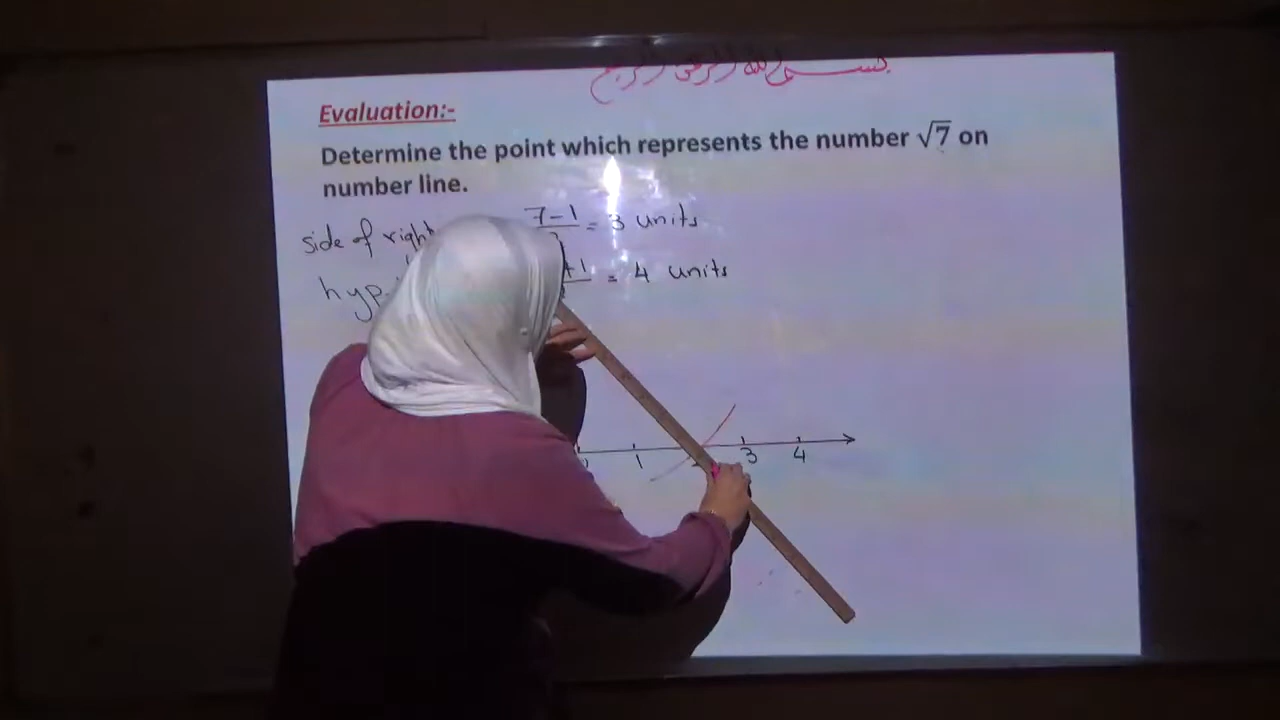 بسم الله الرحمن الرحيم
Evaluation:-
Determine the point which represents the number √7 on
number line.
side of right 7-1 = 3 units
hyp +1 = 4 units
1 3 4